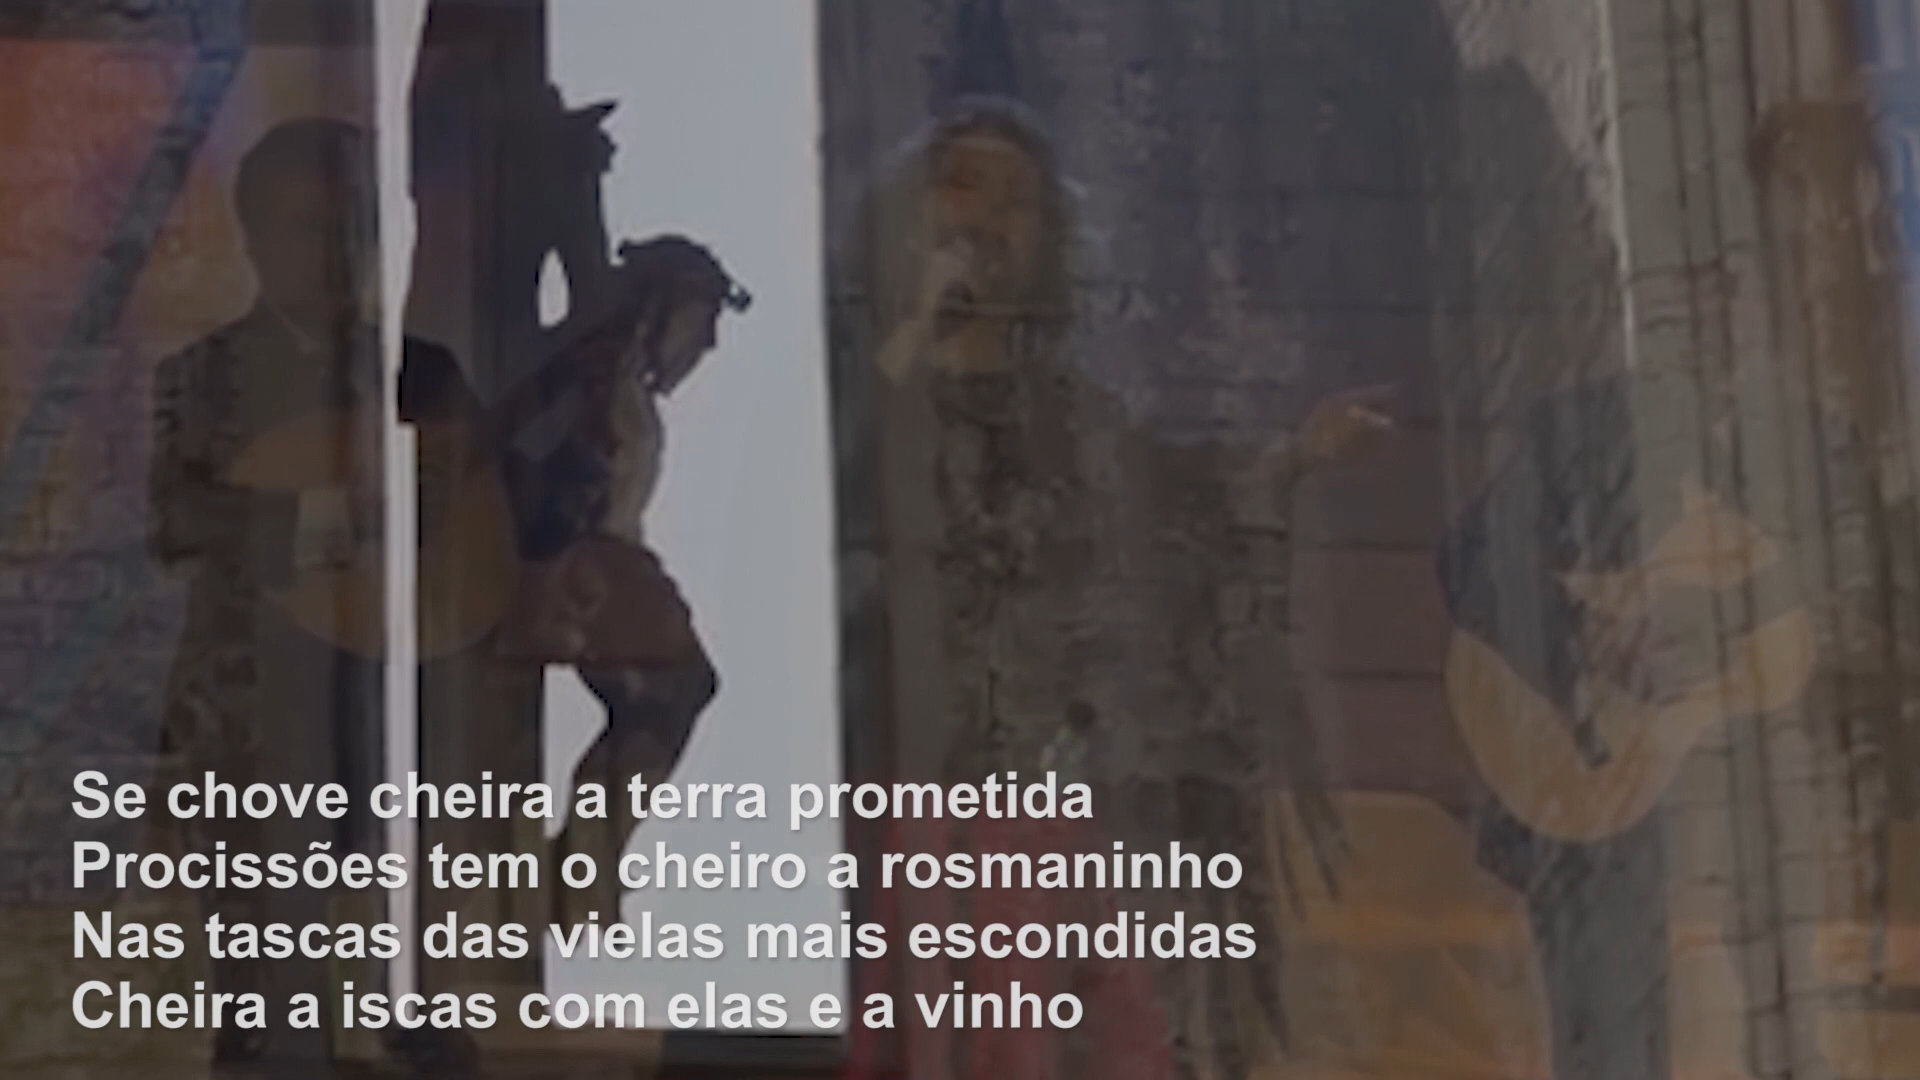 Se chove cheira a terra prometida
Procissões tem o cheiro a rosmaninho
Nas tascas das vielas mais escondidas
Cheira a iscas com elas e a vinho